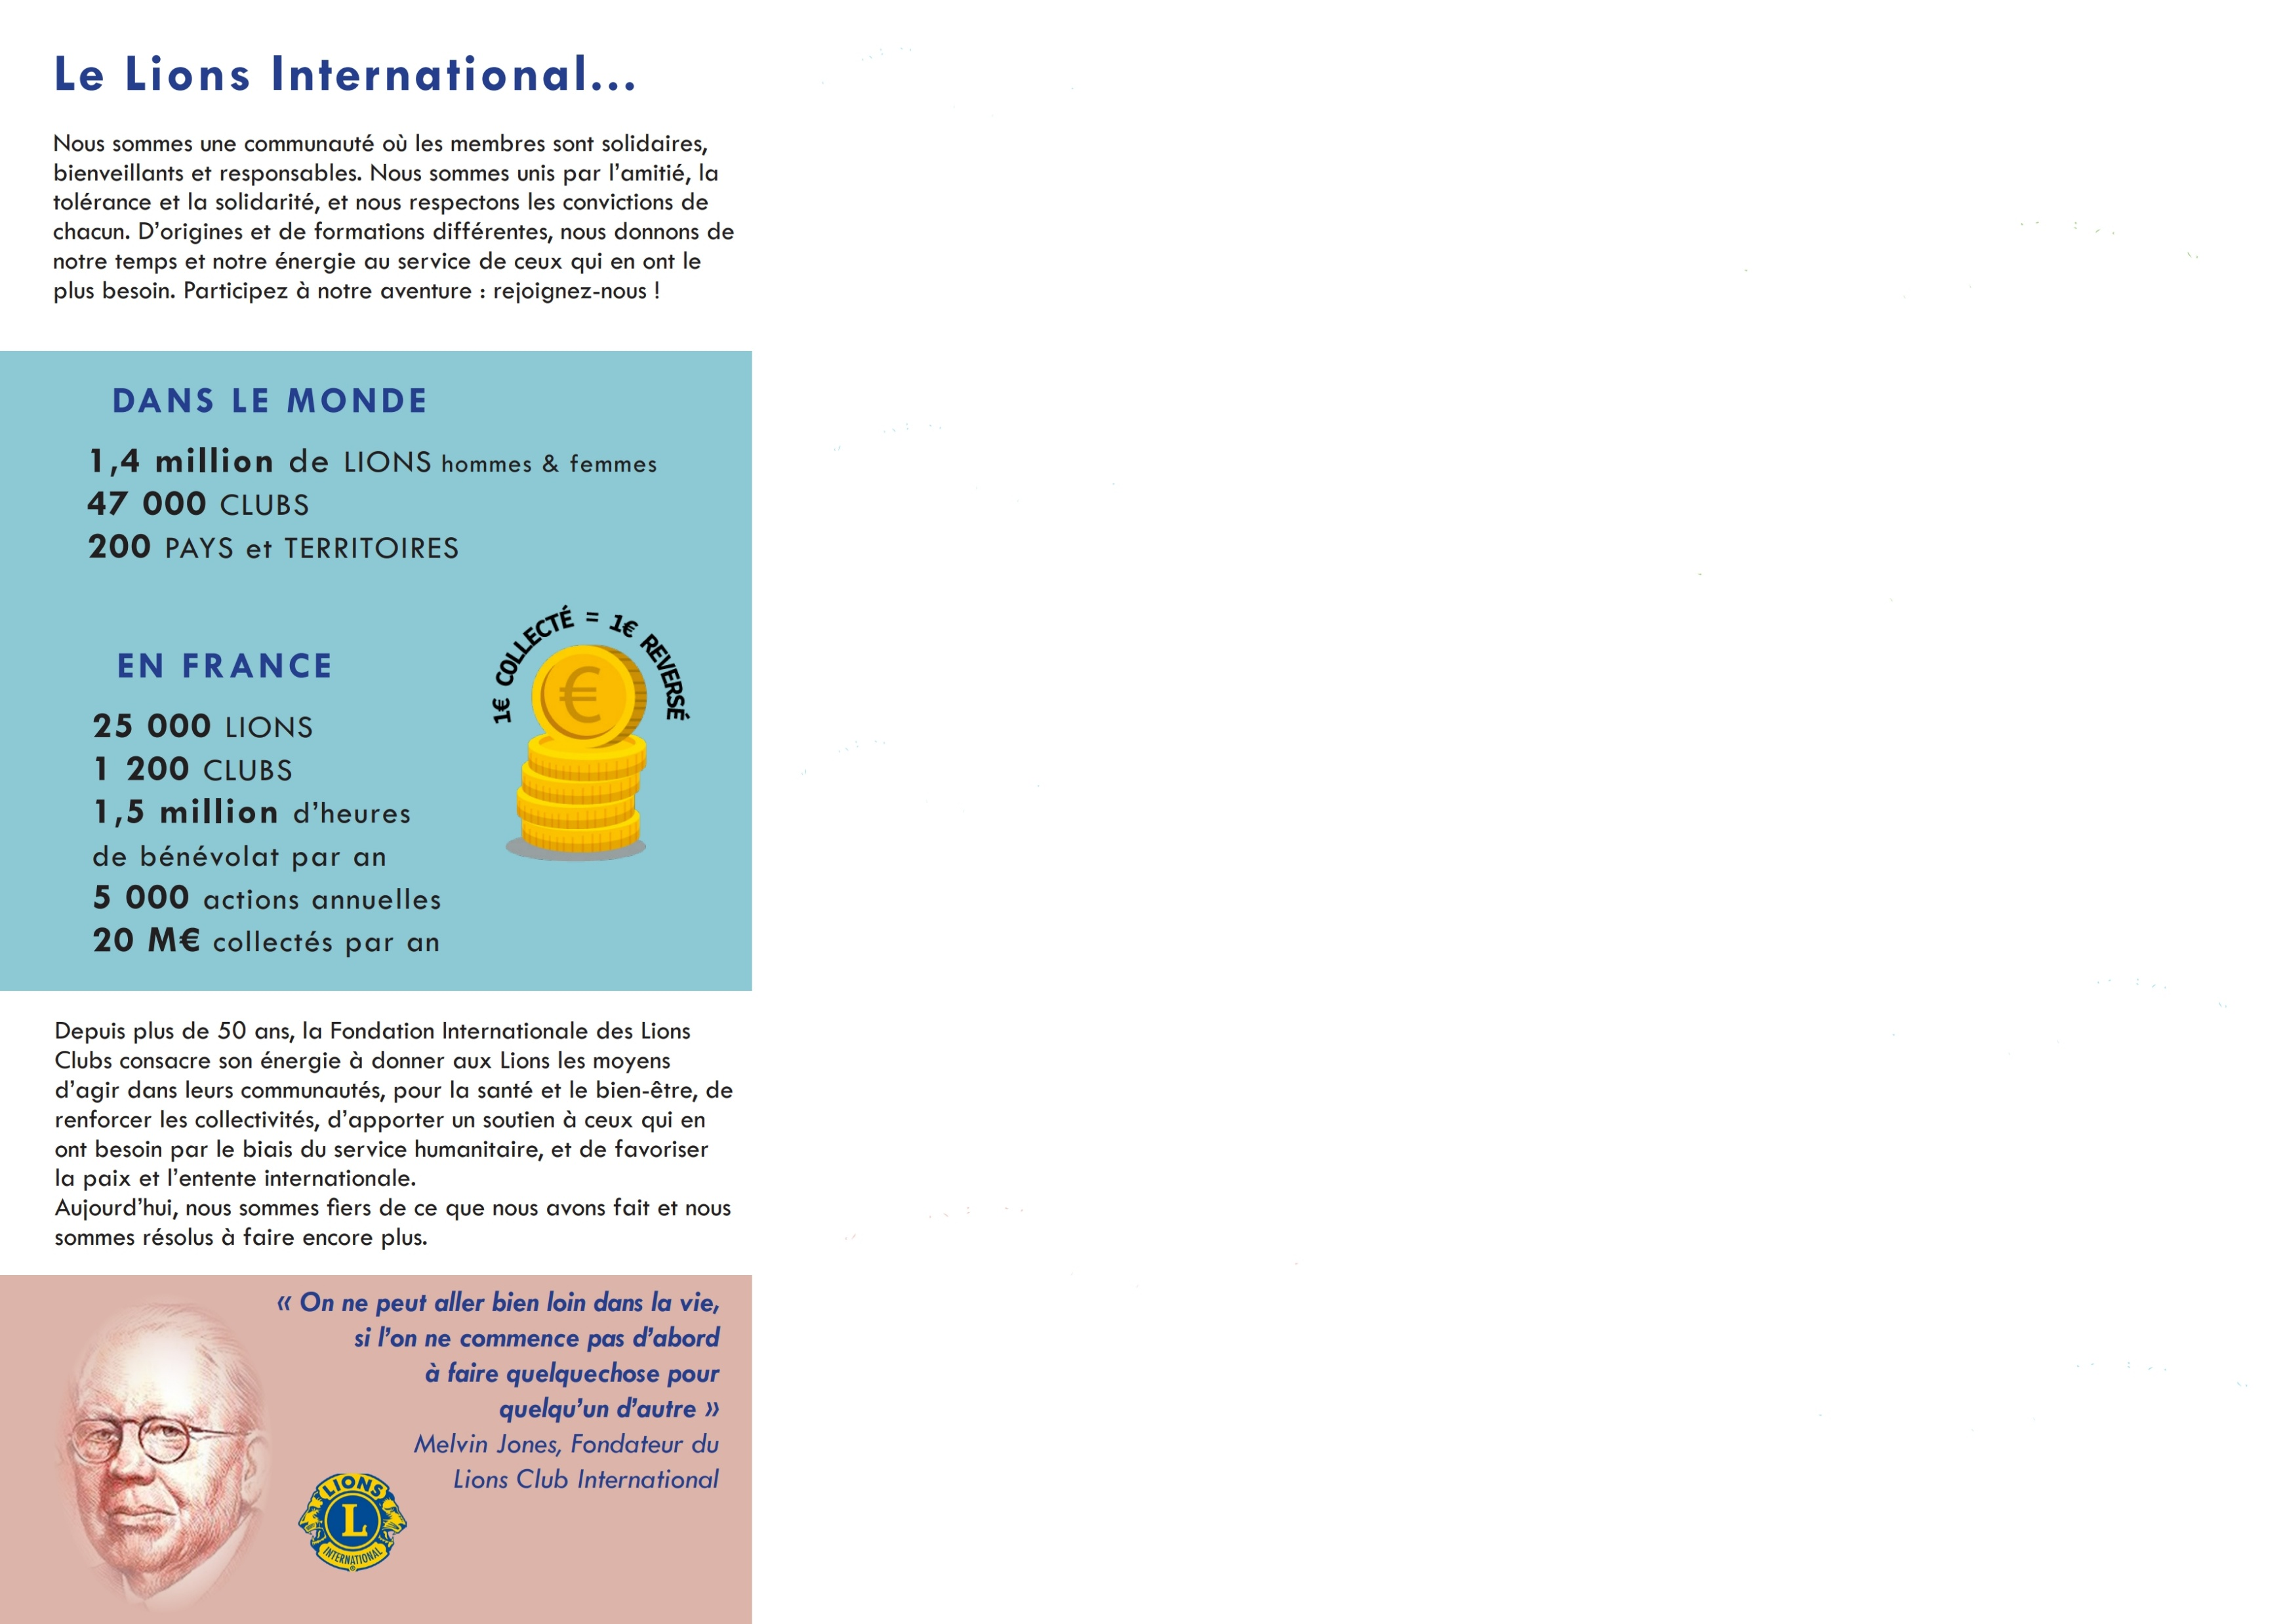 Le Lions International...
Nous sommes une communauté où les membres sont solidaires,
bienveillants et responsables. Nous sommes unis par l'amitié, la
tolérance et la solidarité, et nous respectons les convictions de
chacun. D'origines et de formations différentes, nous donnons de
notre temps et notre énergie au service de ceux qui en ont le
plus besoin. Participez à notre aventure : rejoignez-nous !
DANS LE MONDE
1,4 million de LIONS hommes & femmes
47 000 CLUBS
200 PAYS et TERRITOIRES
1€ COLLECTÉ = 1€ REVERSÉ
€
EN FRANCE
25 000 LIONS
1 200 CLUBS
1,5 million d'heures
de bénévolat par an
5 000 actions annuelles
20 M€ collectés par an
Depuis plus de 50 ans, la Fondation Internationale des Lions
Clubs consacre son énergie à donner aux Lions les moyens
d'agir dans leurs communautés, pour la santé et le bien-être, de
renforcer les collectivités, d'apporter un soutien à ceux qui en
ont besoin par le biais du service humanitaire, et de favoriser
la paix et l'entente internationale.
Aujourd'hui, nous sommes fiers de ce que nous avons fait et nous
sommes résolus à faire encore plus.
« On ne peut aller bien loin dans la vie,
si l'on ne commence pas d'abord
à faire quelquechose pour
quelqu'un d'autre »
Melvin Jones, Fondateur du
Lions Club International
LIONS
L
INTERNATIONAL
®